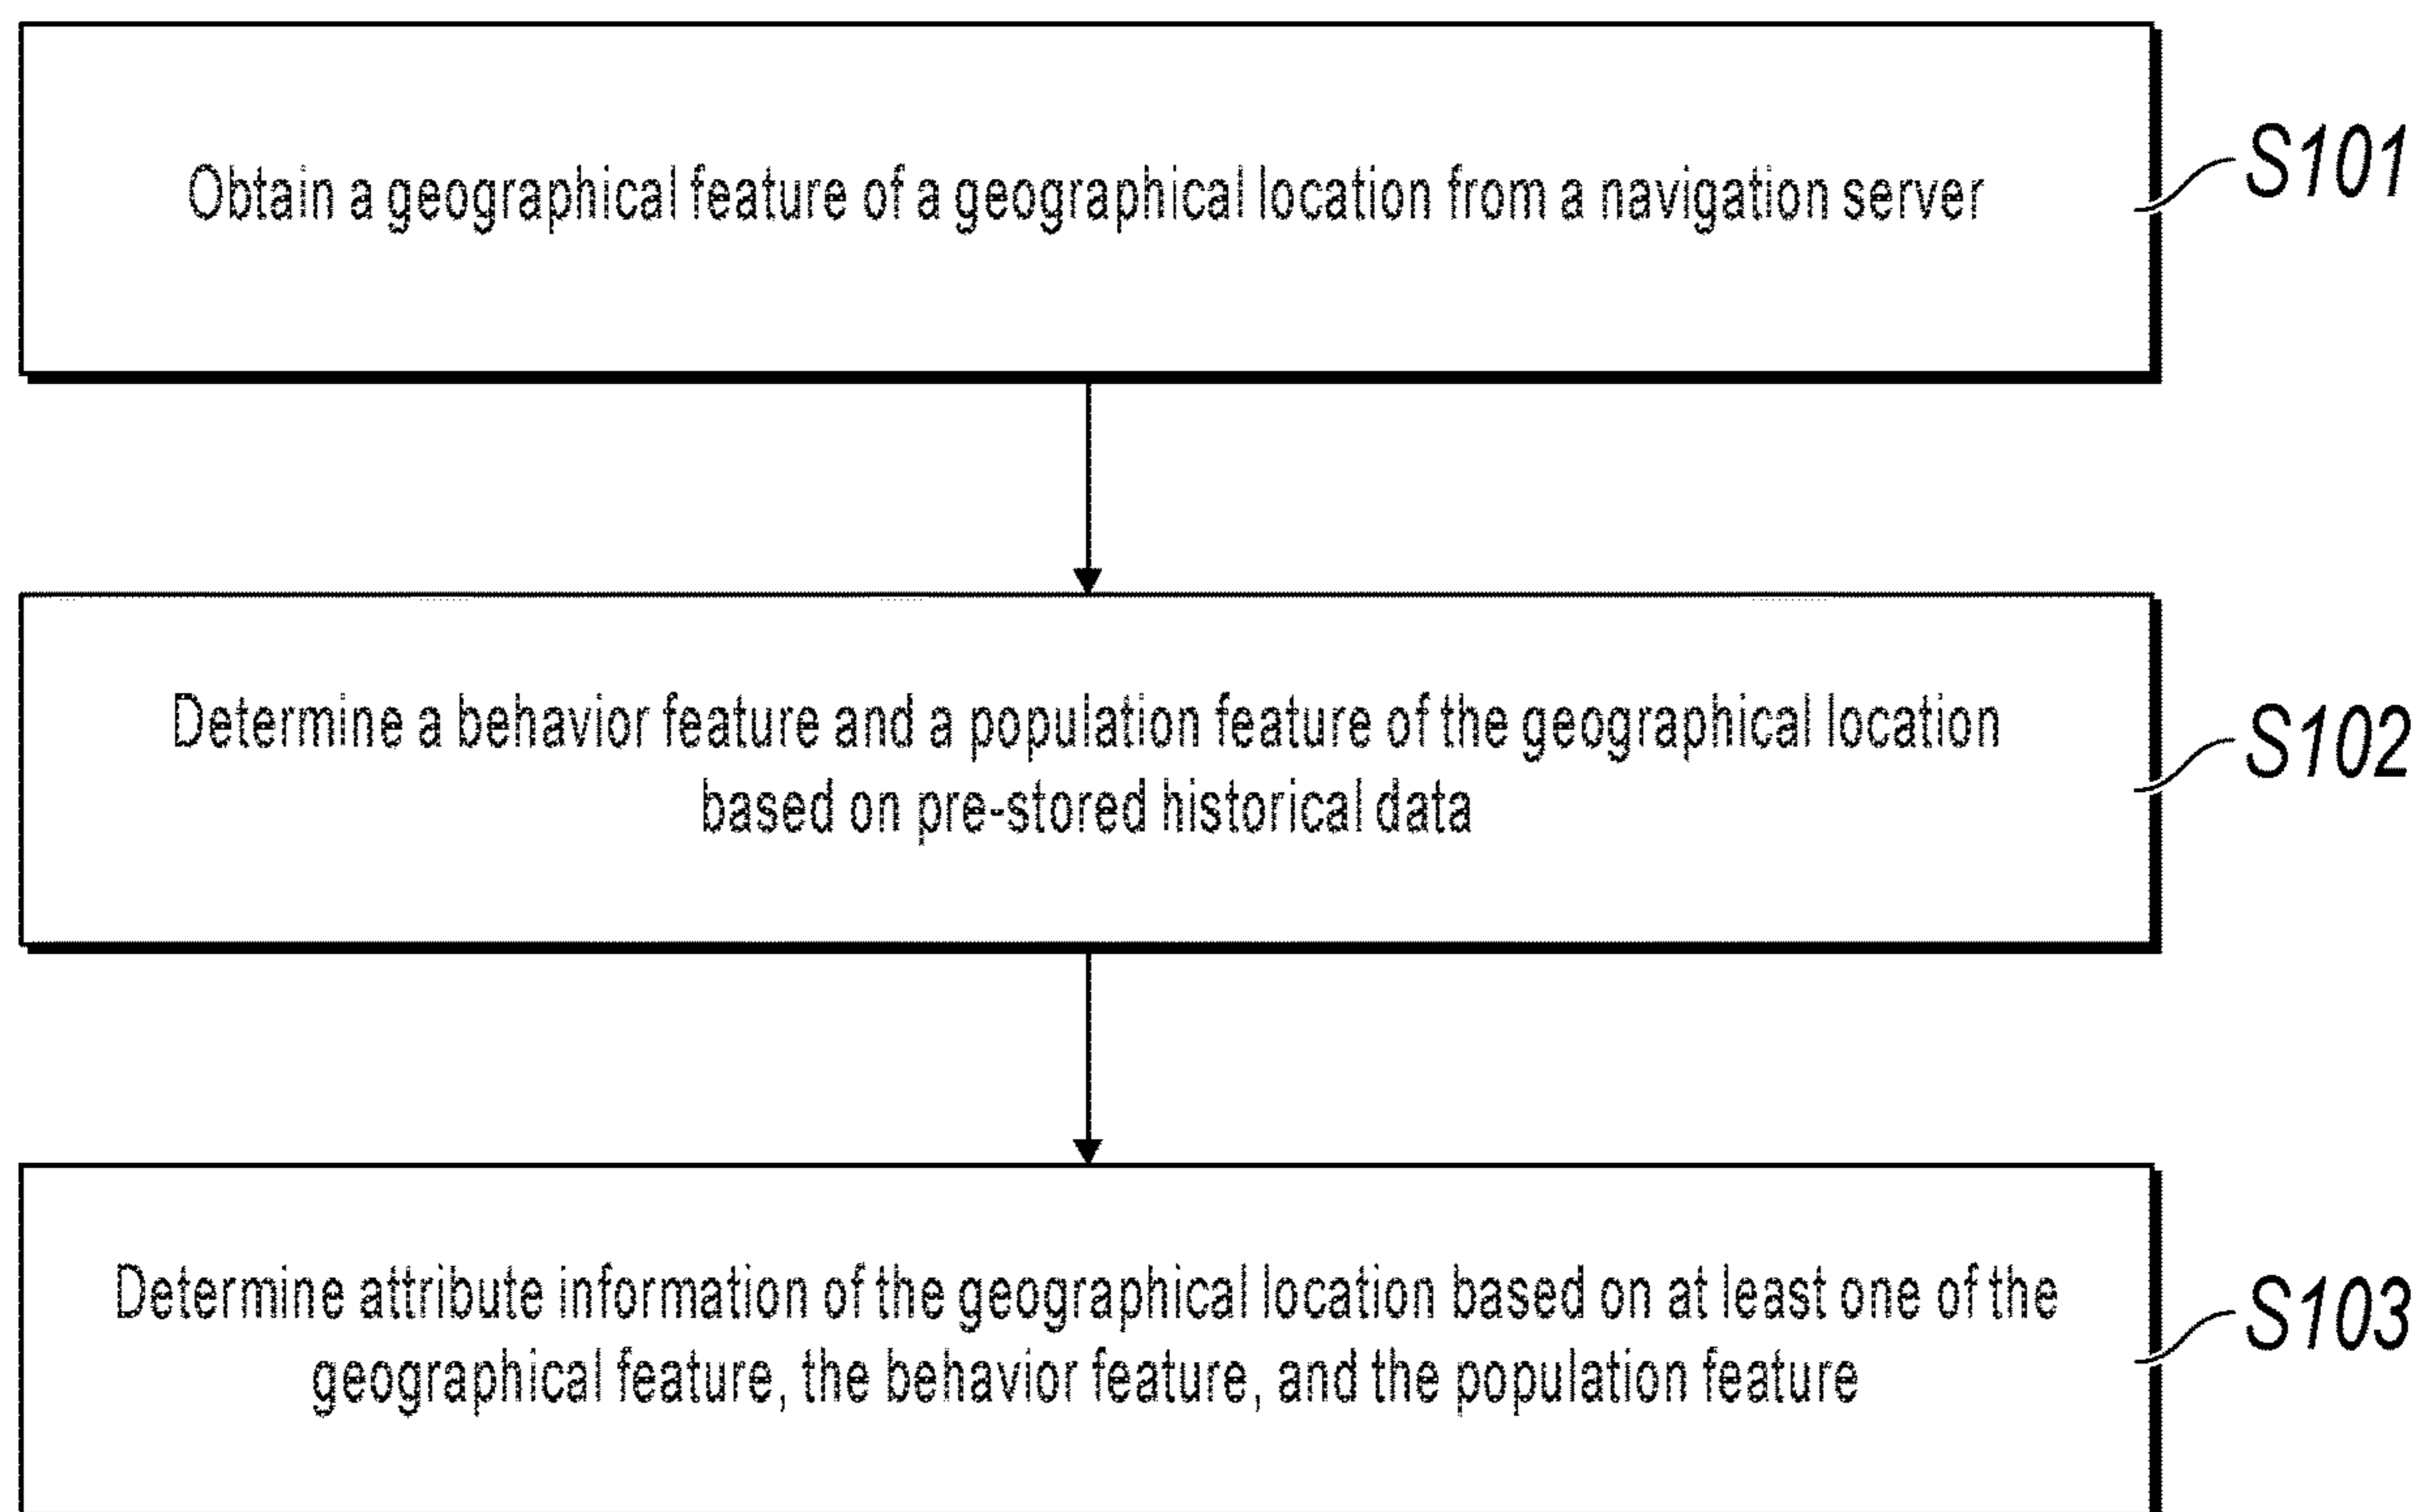 Obtain a geographical feature of a geographical location from a navigation server
S101
Determine a behavior feature and a population feature of the geographical location
based on pre-stored historical data
S102
Determine attribute information of the geographical location based on at least one of the
geographical feature, the behavior feature, and the population feature
S103